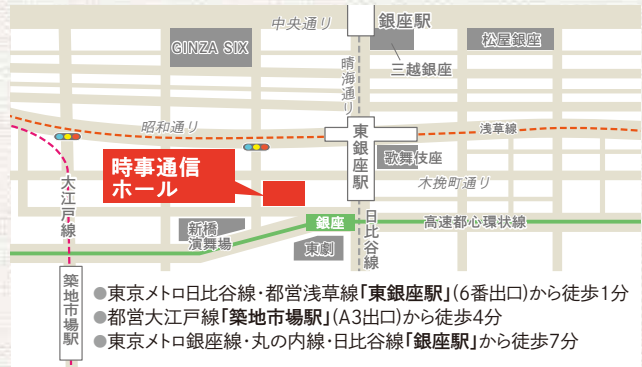 中央通り
銀座駅
GINZA SIX
三越銀座
松屋銀座
晴海通り
昭和通り
浅草線
東銀座駅
歌舞伎座
木挽町通り
時事通信
ホール
大江戸線
新橋
演舞場
銀座
高速都心環状線
東劇
日比谷線
築地市場駅
●東京メトロ日比谷線・都営浅草線「東銀座駅」(6番出口)から徒歩1分
●都営大江戸線「築地市場駅」(A3出口)から徒歩4分
●東京メトロ銀座線・丸の内線・日比谷線「銀座駅」から徒歩7分